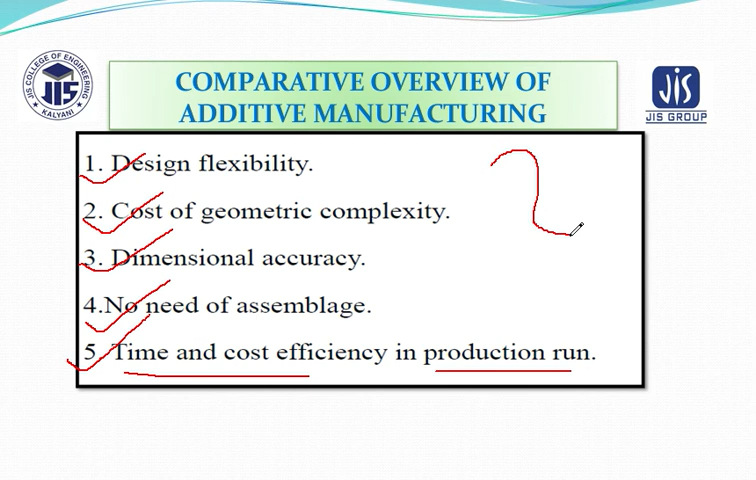 JIS COLLEGE OF ENGINEERING
JIS
KALYANI
COMPARATIVE OVERVIEW OF
ADDITIVE MANUFACTURING
JIS
JIS GROUP
1. Design flexibility.
2. Cost of geometric complexity.
3. Dimensional accuracy.
4.No need of assemblage.
5. Time and cost efficiency in production run.